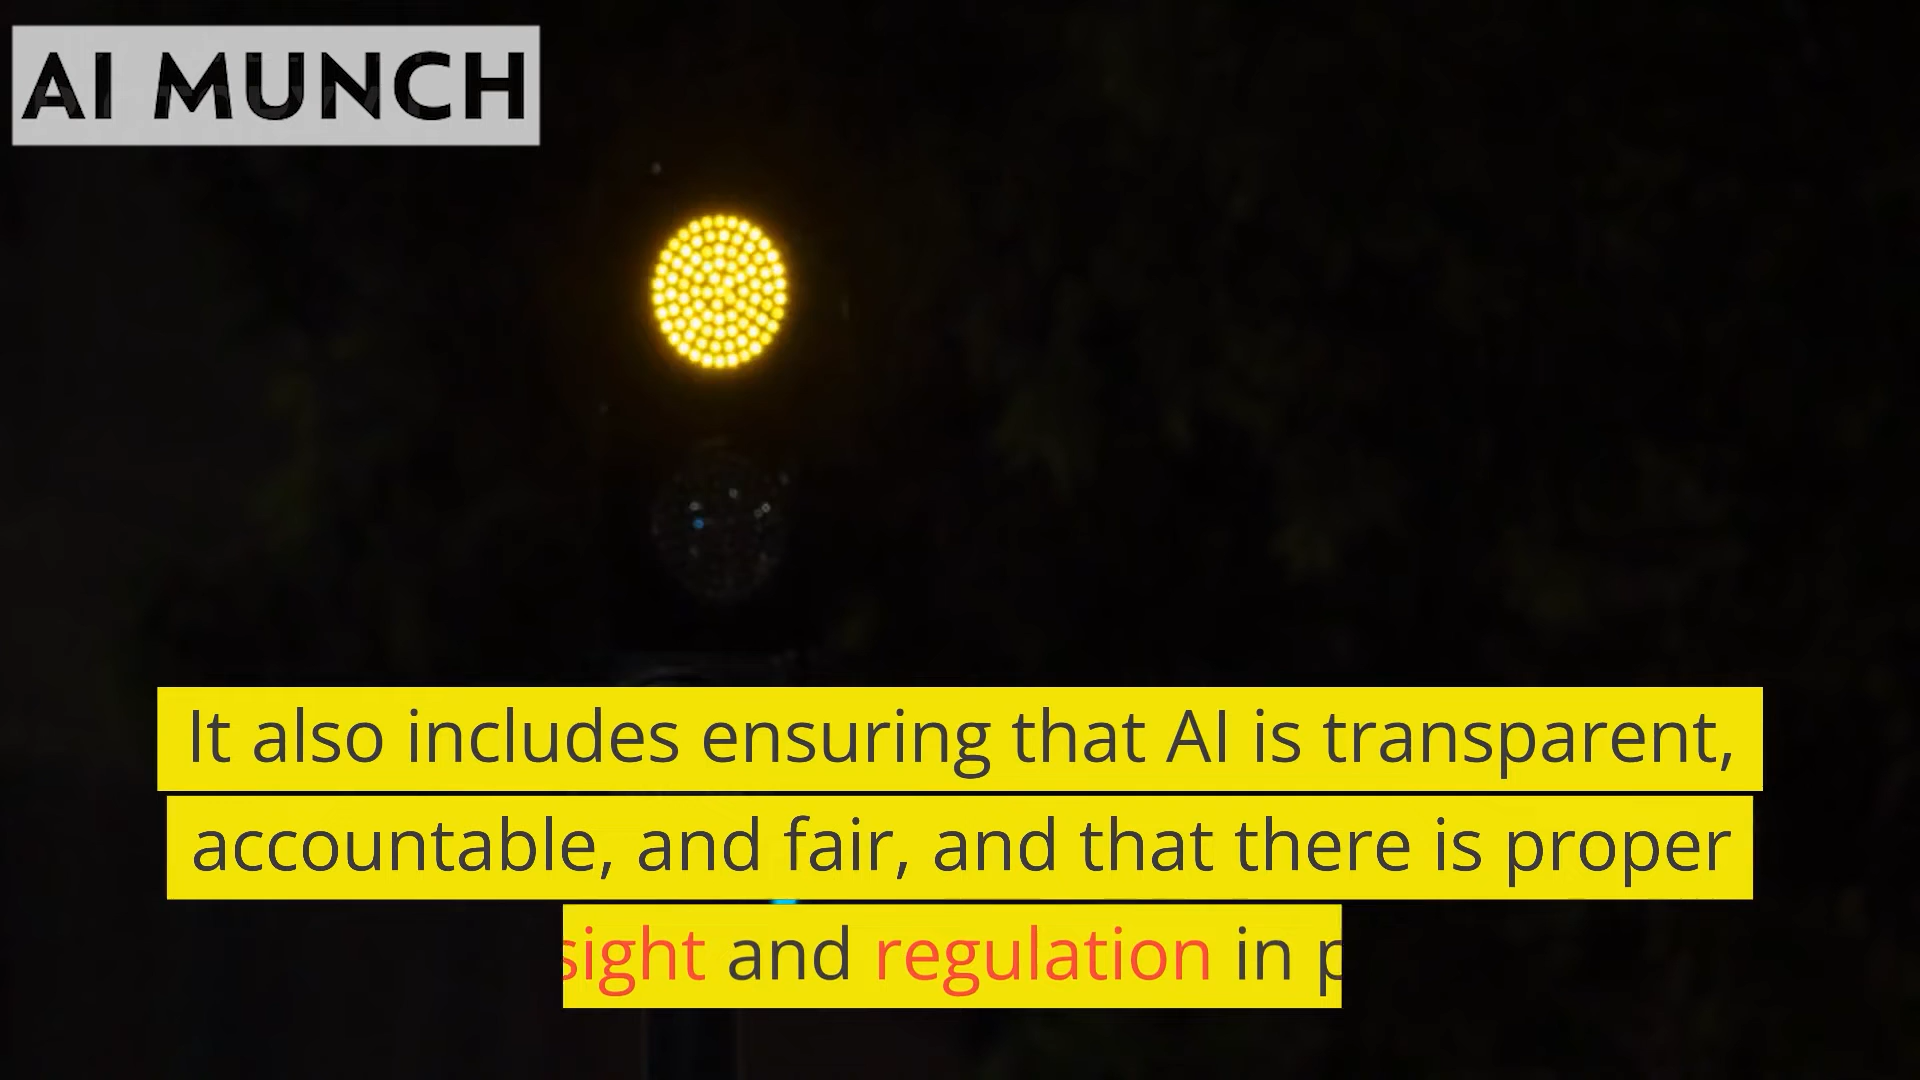 AI MUNCH
It also includes ensuring that AI is transparent,
accountable, and fair, and that there is proper
sight and regulation in p